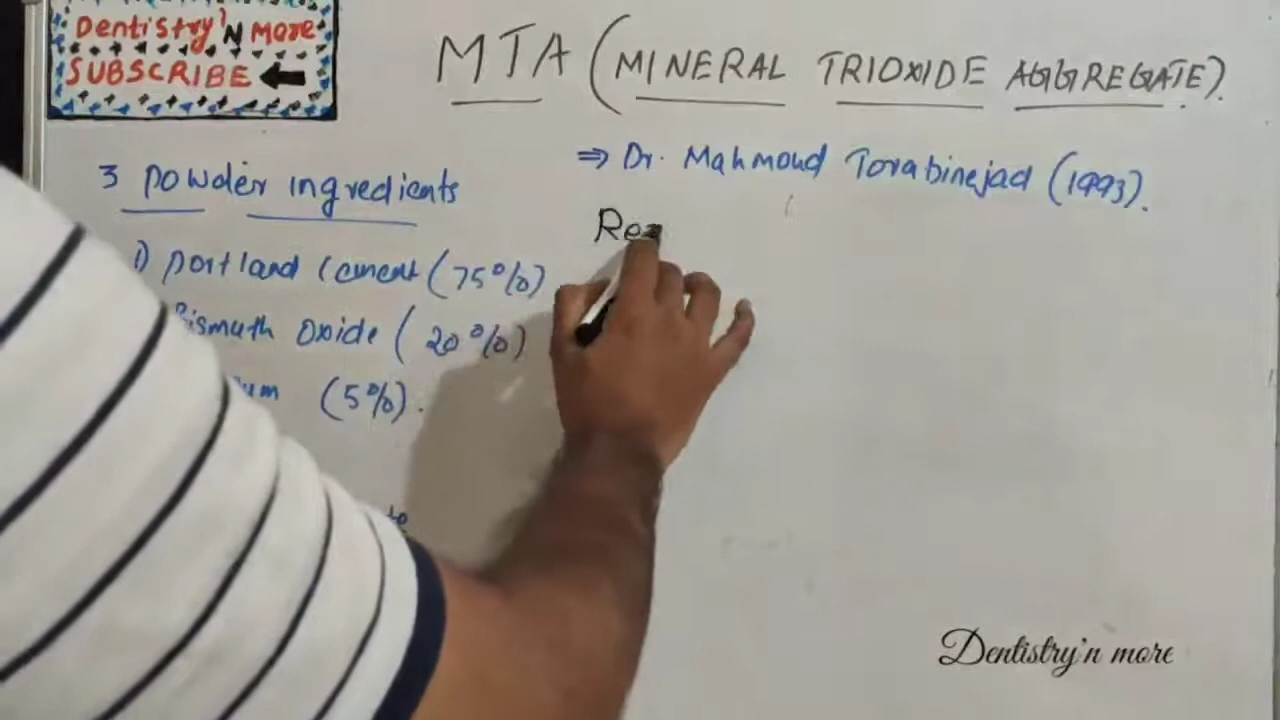 Dentistry'N More
SUBSCRIBE
MTA (MINERAL TRIOXIDE AGGREGATE).
⇒ Dr. Mahmoud Torabinejad (1993).
3 powder ingredients
1) Portland Cement (75%)
Bismuth Oxide (20%)
(5%).
Dentistry'n more